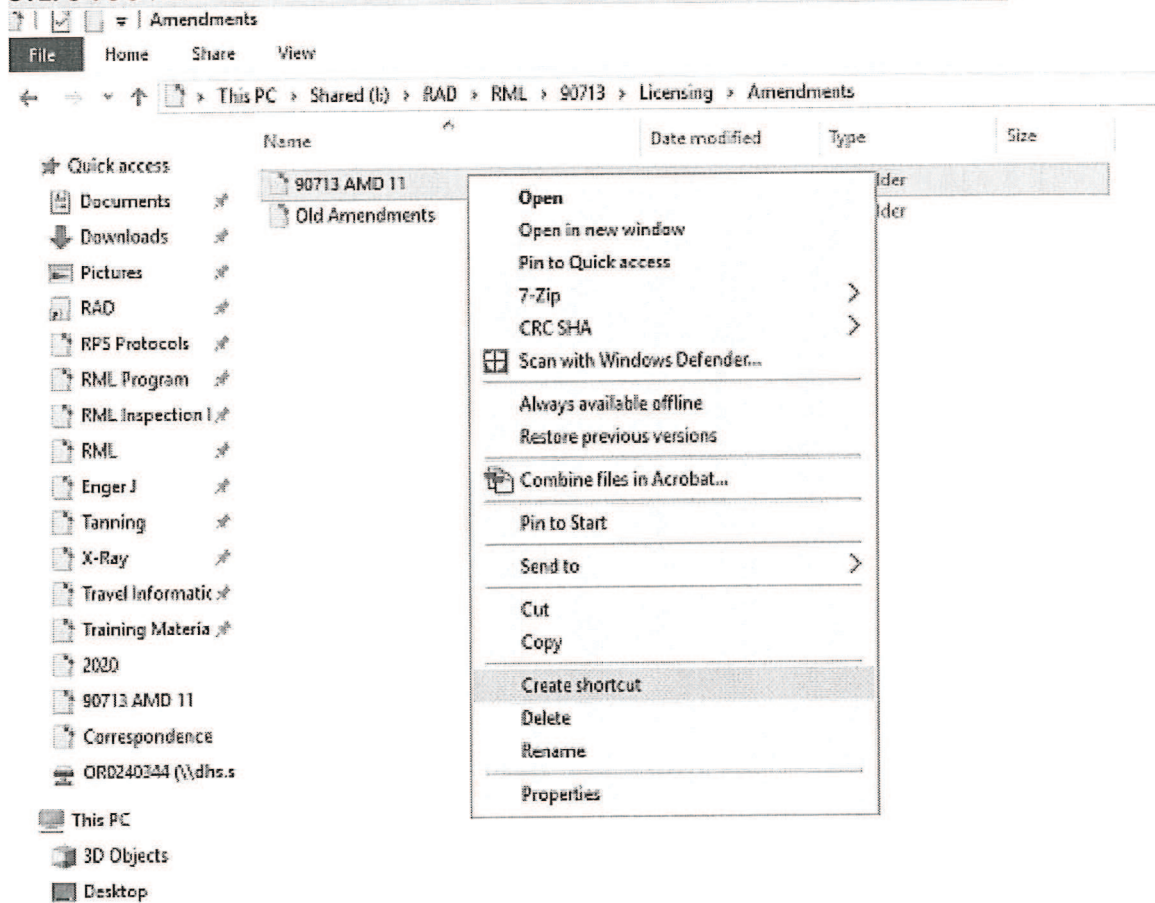 Amendments
File Home Share View
This PC > Shared (I:) > RAD > RML > 90713 > Licensing > Amendments
Name Date modified Type Size
Quick access
Documents
Downloads
Pictures
RAD
RPS Protocols
RML Program
RML Inspection
RML
Enger J
Tanning
X-Ray
Travel Informatic
Training Materia
2020
90713 AMD 11
Correspondence
OR0240344 (\\dhs.s
This PC
3D Objects
Desktop
90713 AMD 11 lder
Old Amendments lder
Open
Open in new window
Pin to Quick access
7-Zip >
CRC SHA >
Scan with Windows Defender...
Always available offline
Restore previous versions
Combine files in Acrobat...
Pin to Start
Send to >
Cut
Copy
Create shortcut
Delete
Rename
Properties